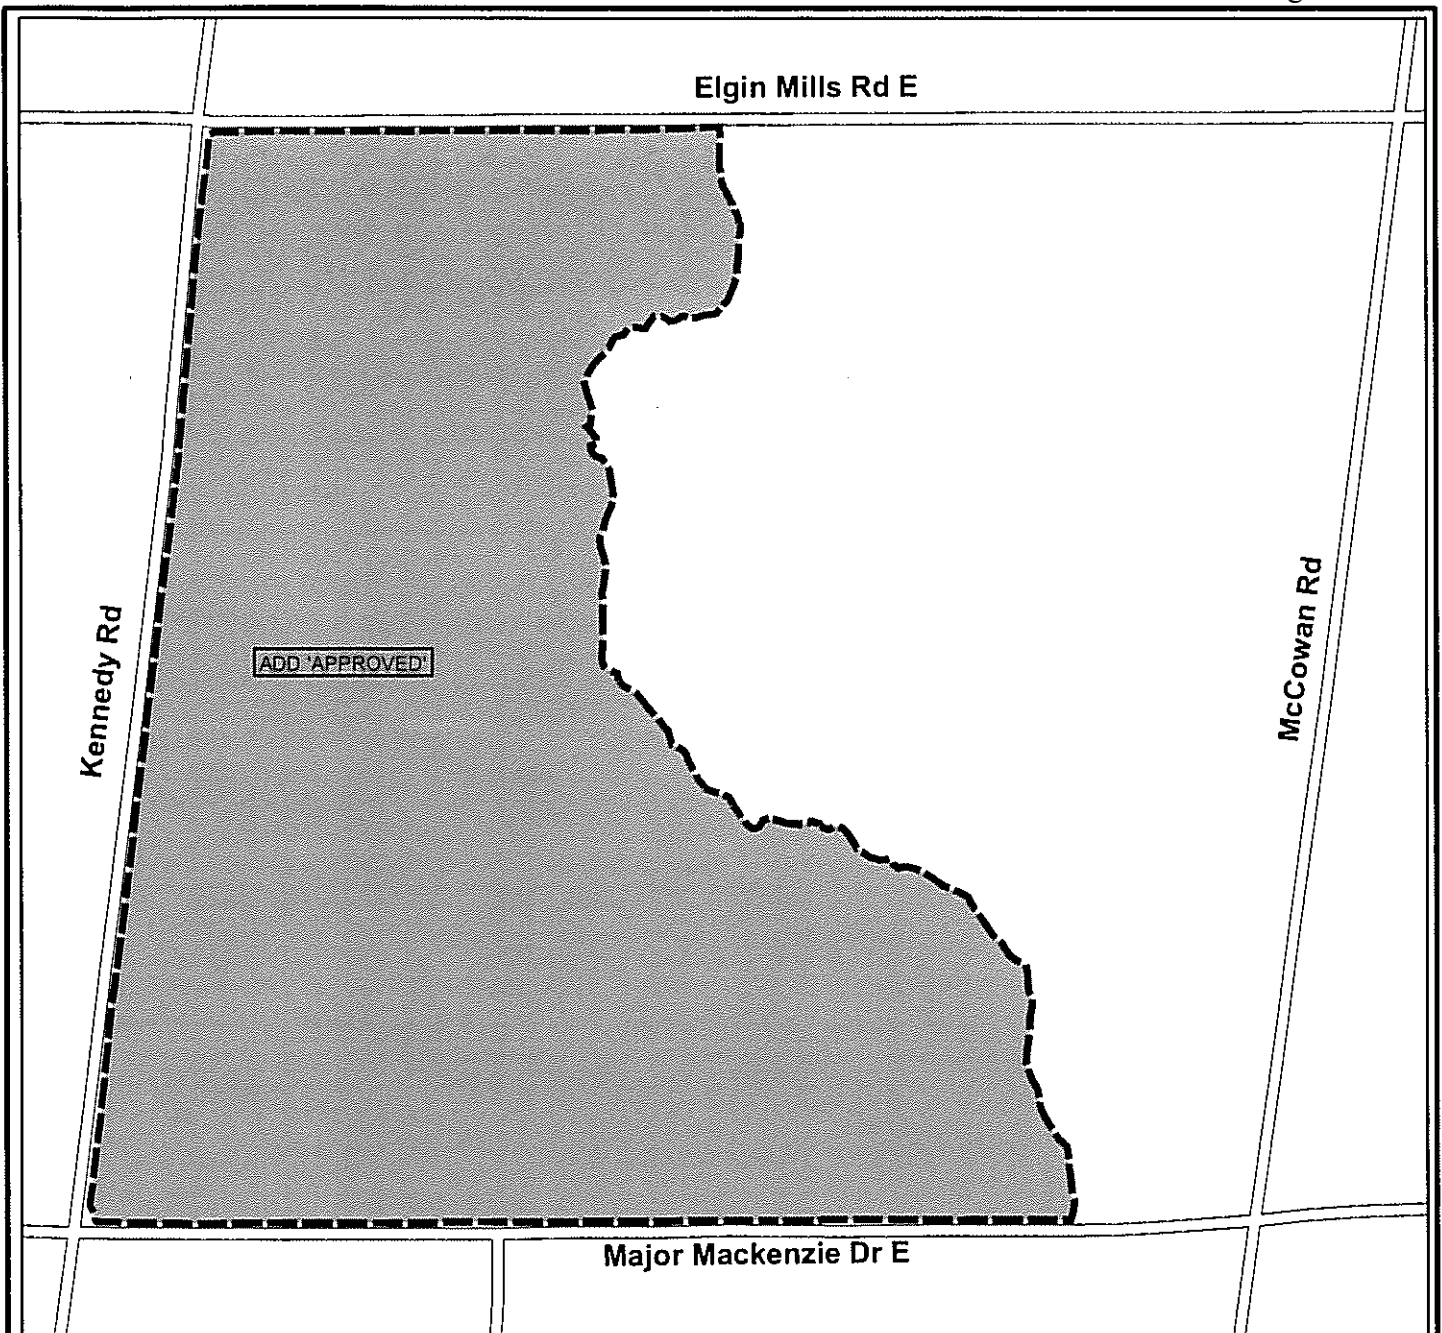 Elgin Mills Rd E
Kennedy Rd
ADD 'APPROVED'
McCowan Rd
Major Mackenzie Dr E